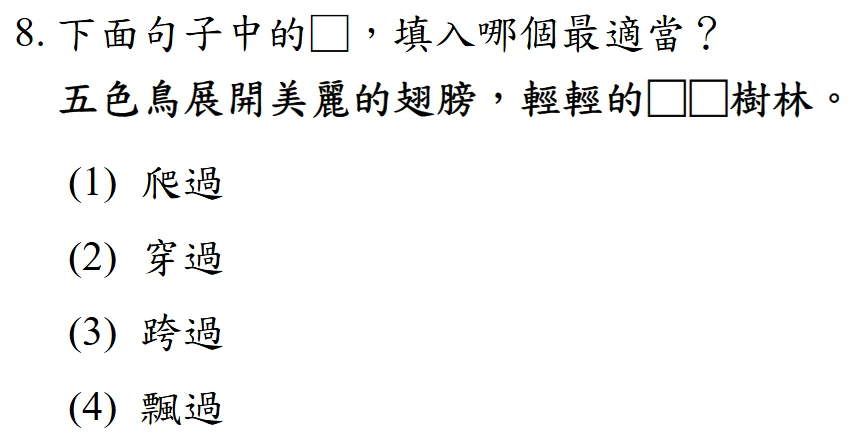 8. 下面句子中的□,填入哪個最適當?
五色鳥展開美麗的翅膀,輕輕的□□樹林。
(1) 爬過
(2) 穿過
(3) 跨過
(4) 飄過